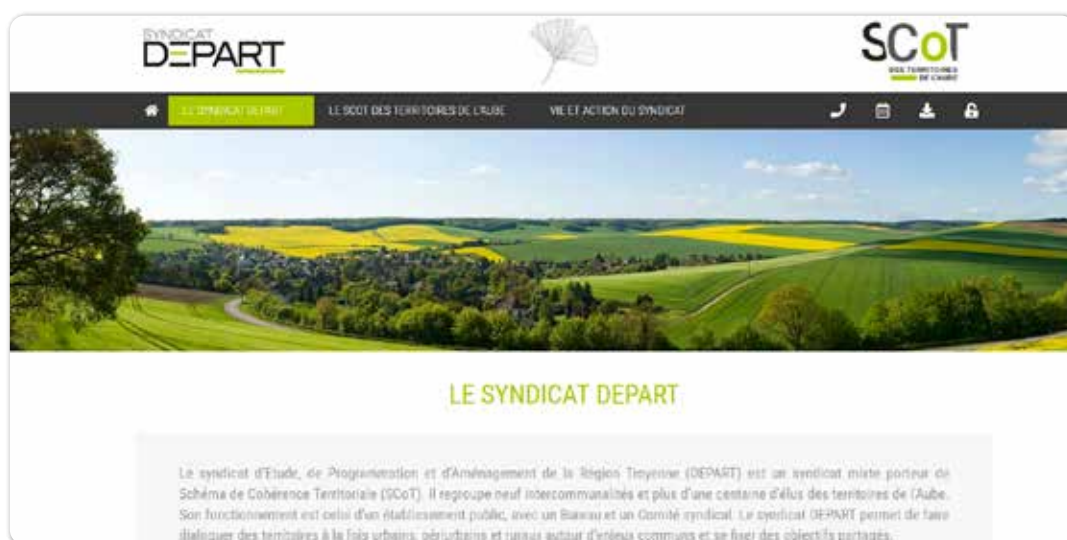 SYNDICAT
DEPART
SCoT
DES TERRITOIRES
DE L'AUBE
LE SYNDICAT DEPART
LE SCOT DES TERRITOIRES DE L'AUBE
VIE ET ACTION DU SYNDICAT
LE SYNDICAT DEPART
Le syndicat d'Etude, de Programmation et d'Aménagement de la Région Troyenne (DEPART) est un syndicat mixte porteur de
Schéma de Cohérence Territoriale (SCoT). Il regroupe neuf intercommunalités et plus d'une centaine d'élus des territoires de l'Aube.
Son fonctionnement est celui d'un établissement public, avec un Bureau et un Comité syndical. Le syndicat DEPART permet de faire
dialoguer des territoires à la fois urbains, périurbains et ruraux autour d'enjeux communs et se fixer des objectifs partagés.